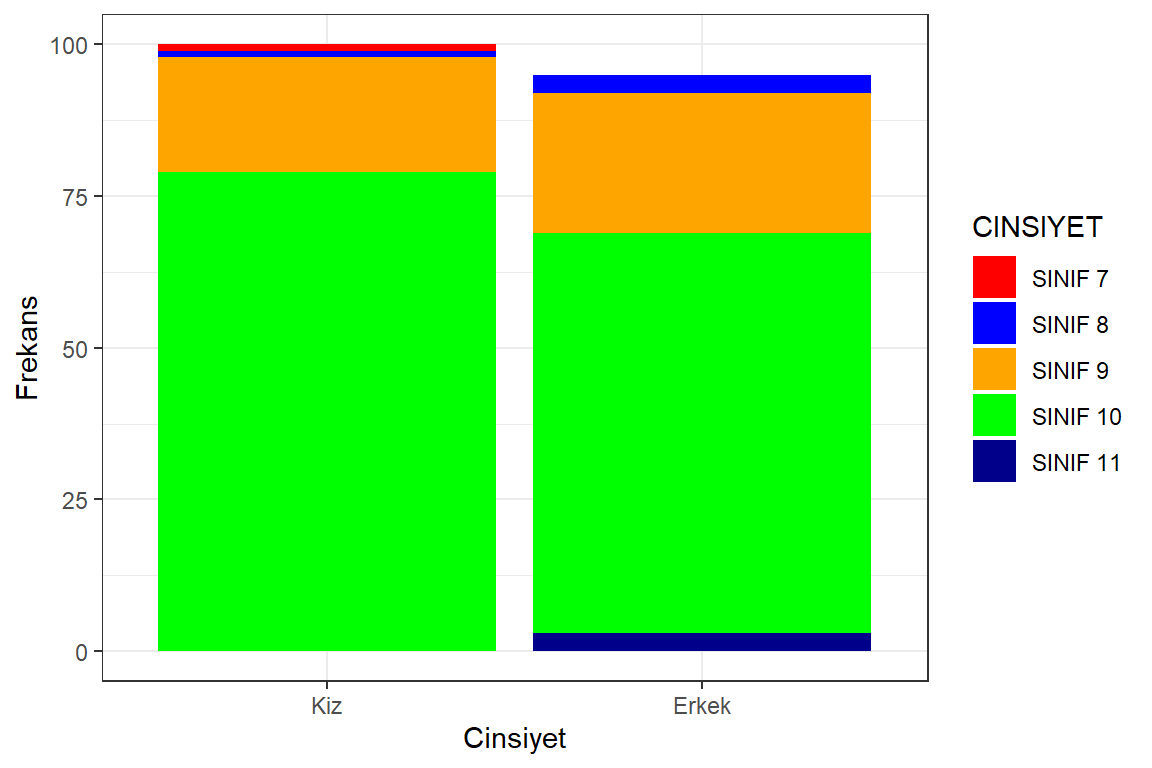 100
75
50
25
0
Frekans
Kiz
Erkek
Cinsiyet
CINSIYET
SINIF 7
SINIF 8
SINIF 9
SINIF 10
SINIF 11